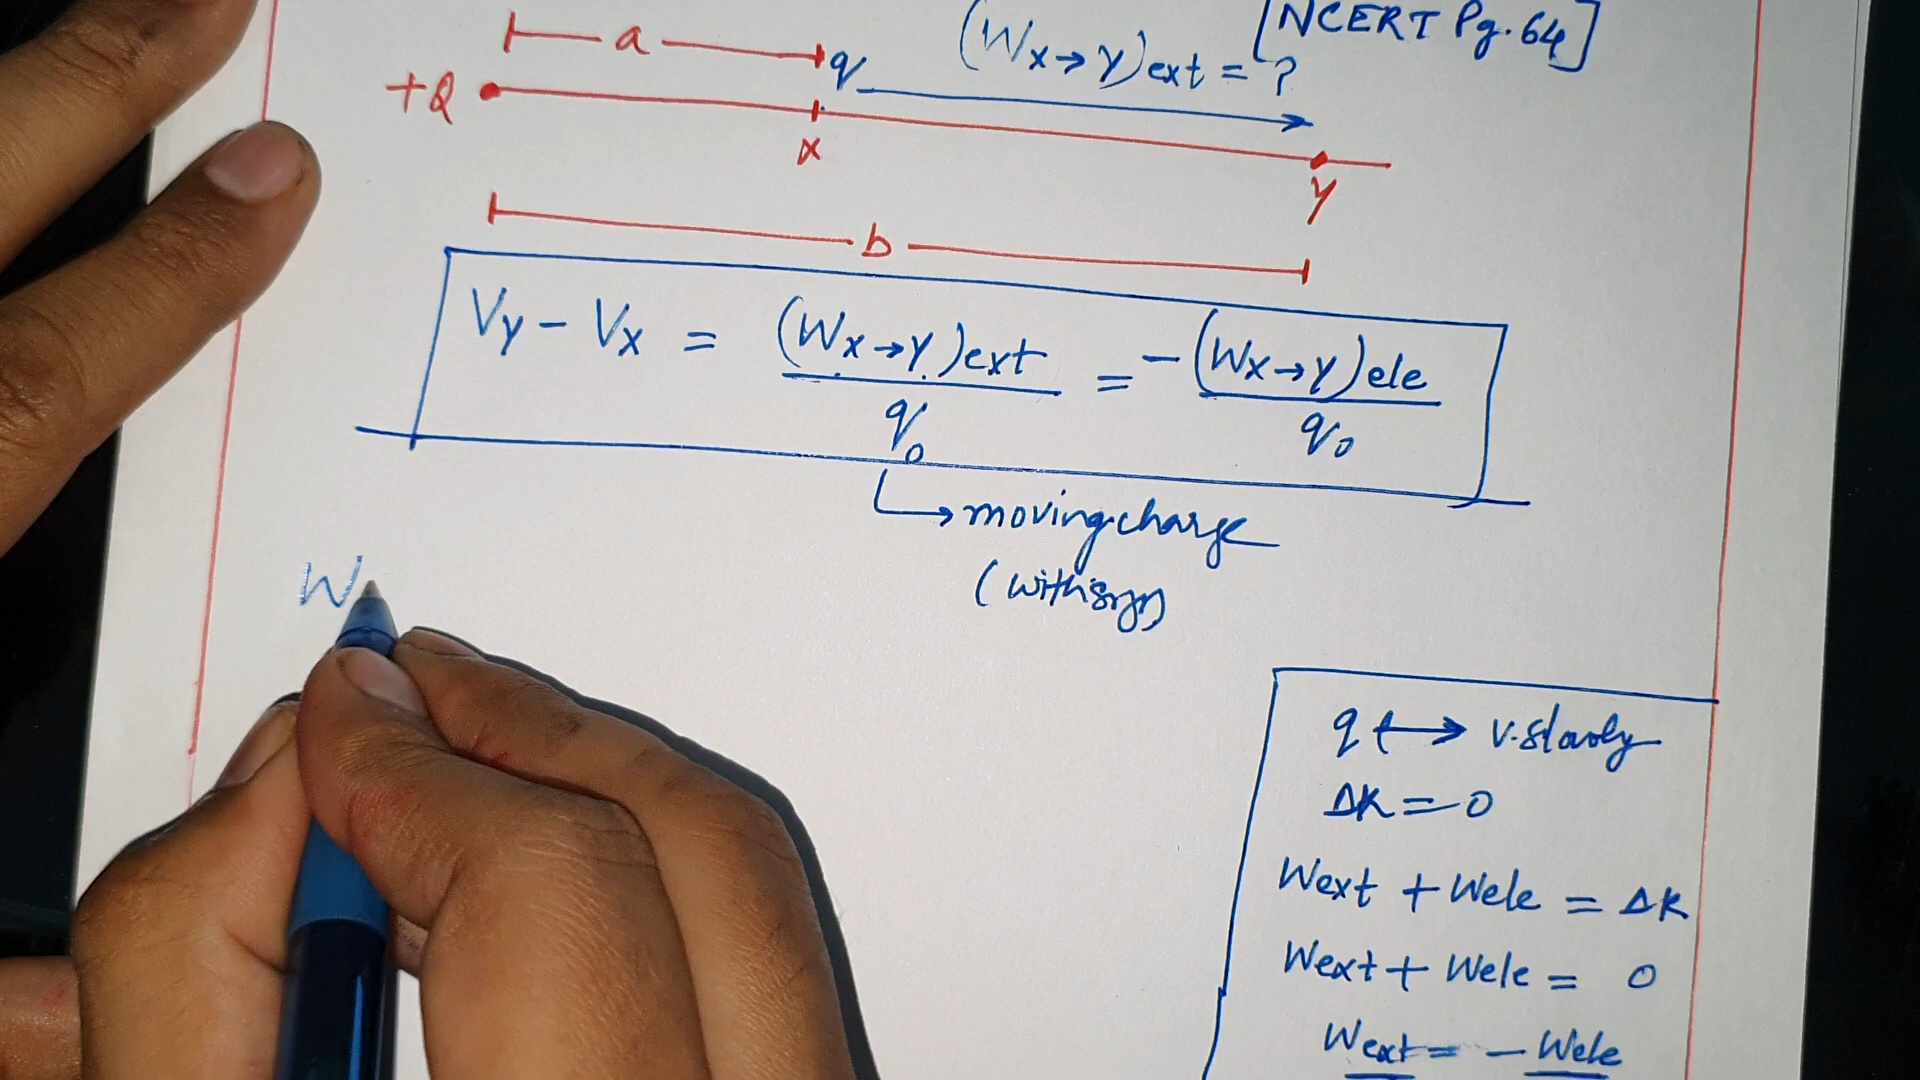 [NCERT Pg. 64]
a
q (Wx→y)ext = ?
+Q
x
y
b
Vy - Vx = (Wx→y)ext / q₀ = -(Wx→y)ele / q₀
→ moving charge
(with sign)
W
q ⟷ v. slowly
ΔK = 0
Wext + Wele = ΔK
Wext + Wele = 0
Wext = - Wele